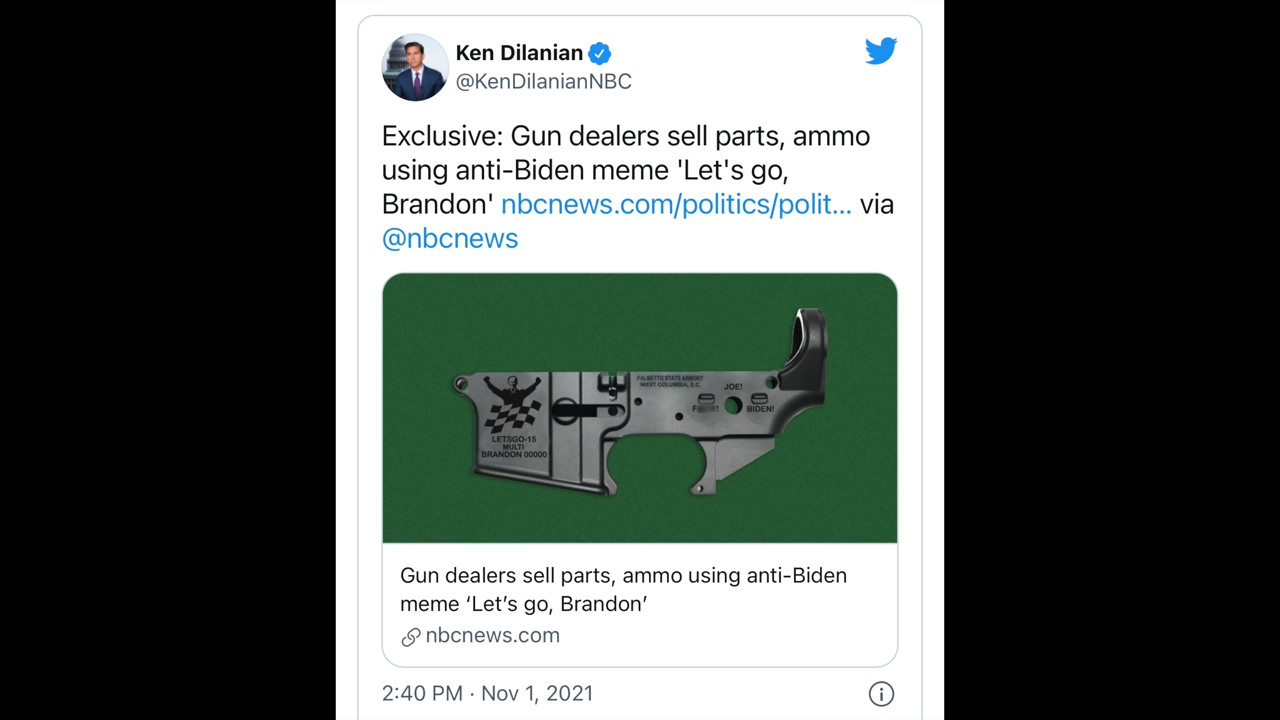 Ken Dilanian
@KenDilanianNBC
Exclusive: Gun dealers sell parts, ammo
using anti-Biden meme 'Let's go,
Brandon' nbcnews.com/politics/polit... via
@nbcnews
PALMETTO STATE ARMORY
WEST COLUMBIA, S.C.
JOE!
BIDEN!
LETSGO-15
MULTI
BRANDON 00000
Gun dealers sell parts, ammo using anti-Biden
meme ‘Let’s go, Brandon’
nbcnews.com
2:40 PM · Nov 1, 2021